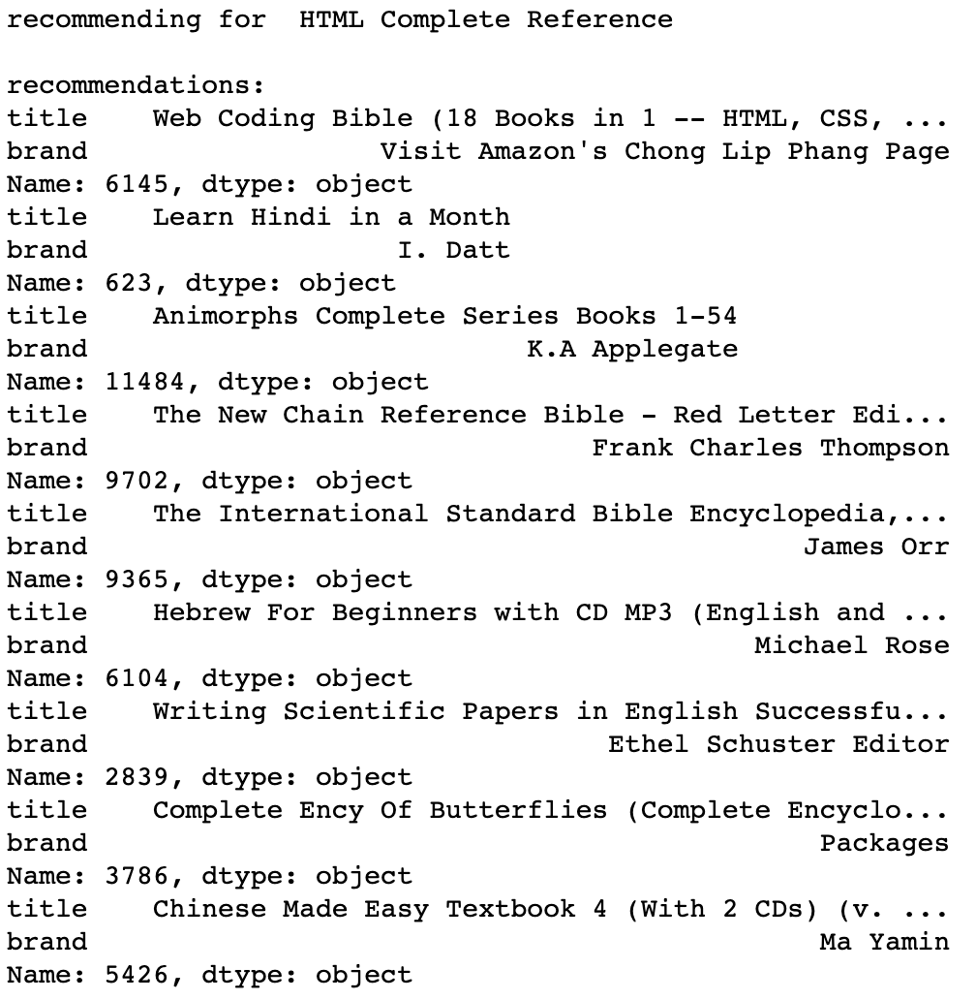 recommending for  HTML Complete Reference
recommendations:
title    Web Coding Bible (18 Books in 1 -- HTML, CSS, ...
brand                  Visit Amazon's Chong Lip Phang Page
Name: 6145, dtype: object
title    Learn Hindi in a Month
brand                   I. Datt
Name: 623, dtype: object
title    Animorphs Complete Series Books 1-54
brand                           K.A Applegate
Name: 11484, dtype: object
title    The New Chain Reference Bible - Red Letter Edi...
brand                               Frank Charles Thompson
Name: 9702, dtype: object
title    The International Standard Bible Encyclopedia,...
brand                                            James Orr
Name: 9365, dtype: object
title    Hebrew For Beginners with CD MP3 (English and ...
brand                                         Michael Rose
Name: 6104, dtype: object
title    Writing Scientific Papers in English Successfu...
brand                                Ethel Schuster Editor
Name: 2839, dtype: object
title    Complete Ency Of Butterflies (Complete Encyclo...
brand                                             Packages
Name: 3786, dtype: object
title    Chinese Made Easy Textbook 4 (With 2 CDs) (v. ...
brand                                             Ma Yamin
Name: 5426, dtype: object